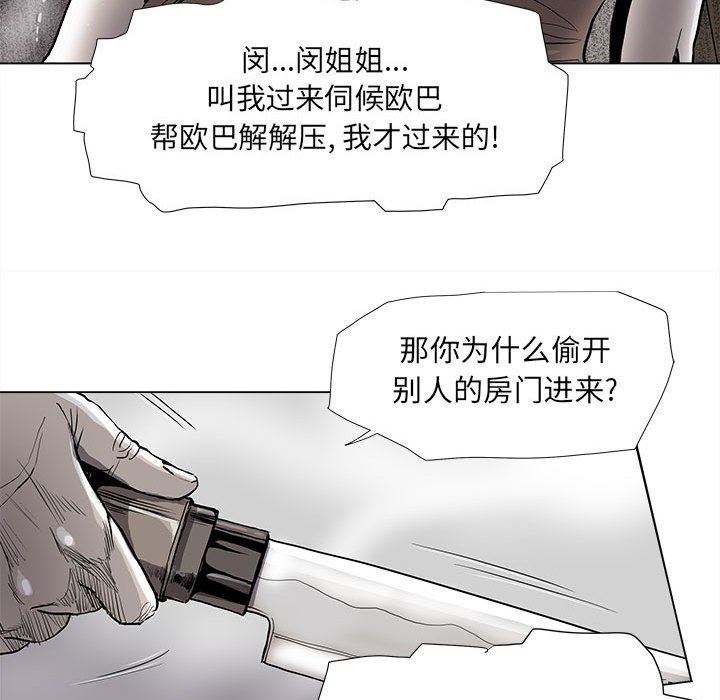 闵...闵姐姐...
叫我过来伺候欧巴
帮欧巴解解压, 我才过来的!
那你为什么偷开
别人的房门进来?